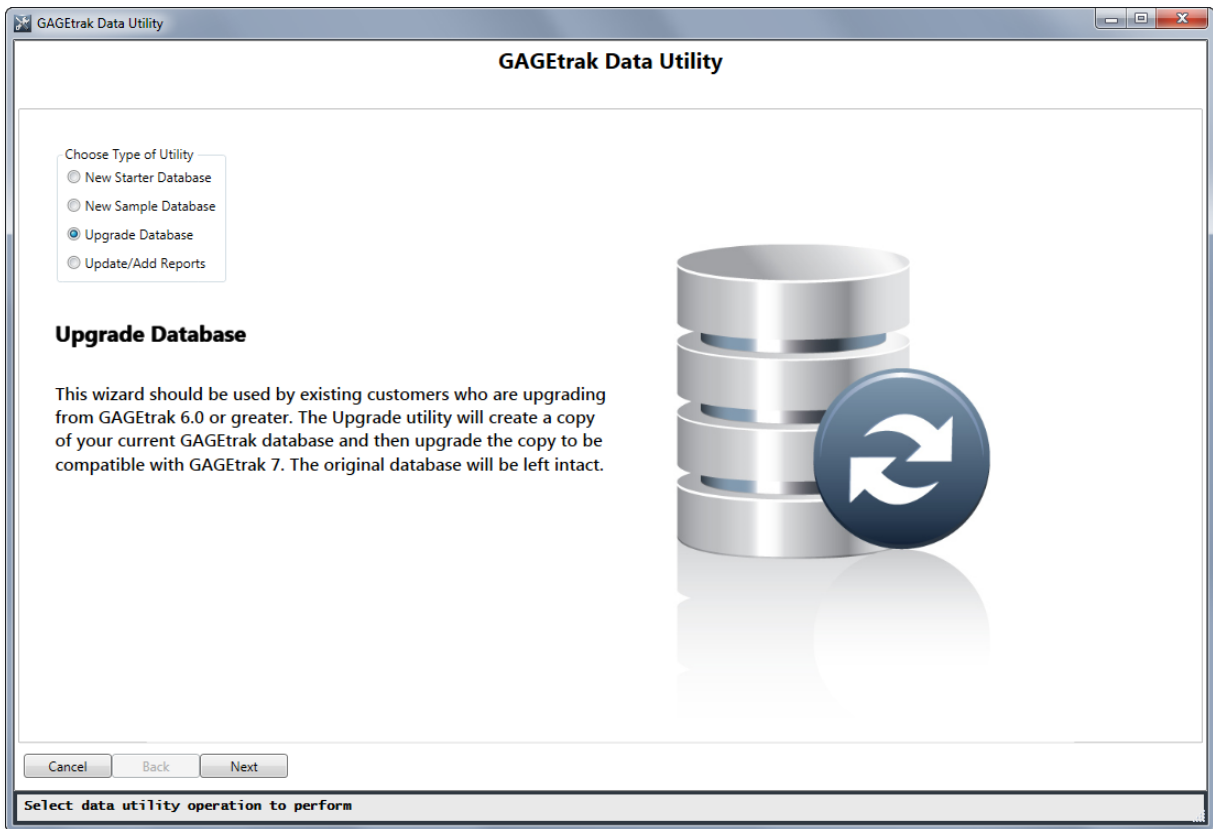 GAGEtrak Data Utility
GAGEtrak Data Utility
Choose Type of Utility
New Starter Database
New Sample Database
Upgrade Database
Update/Add Reports
Upgrade Database
This wizard should be used by existing customers who are upgrading
from GAGEtrak 6.0 or greater. The Upgrade utility will create a copy
of your current GAGEtrak database and then upgrade the copy to be
compatible with GAGEtrak 7. The original database will be left intact.
Cancel Back Next
Select data utility operation to perform